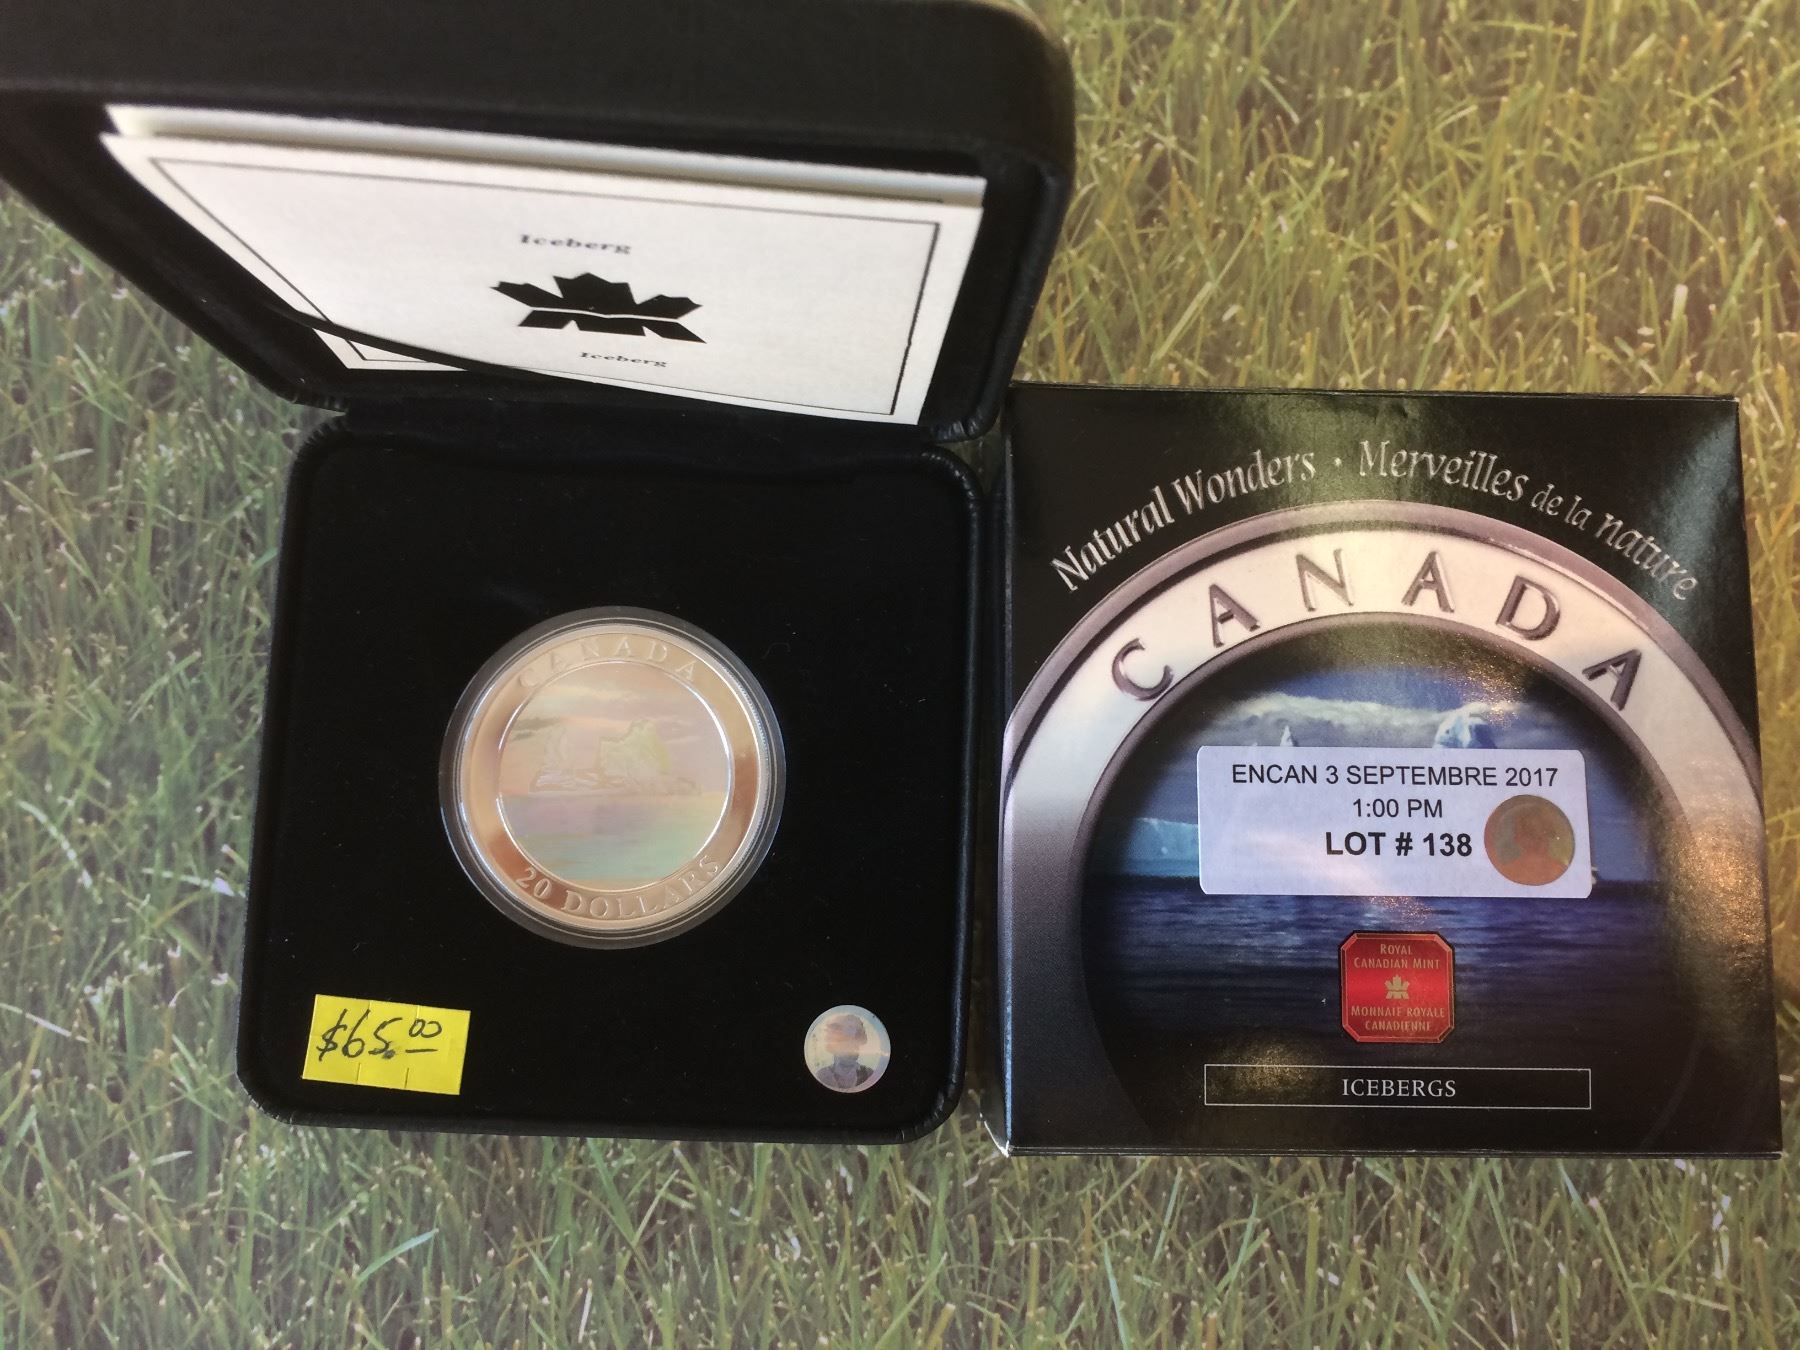 Iceberg
Iceberg
CANADA
20 DOLLARS
$65.00
Natural Wonders · Merveilles de la nature
CANADA
ENCAN 3 SEPTEMBRE 2017
1:00 PM
LOT # 138
ROYAL
CANADIAN MINT
MONNAIE ROYALE
CANADIENNE
ICEBERGS